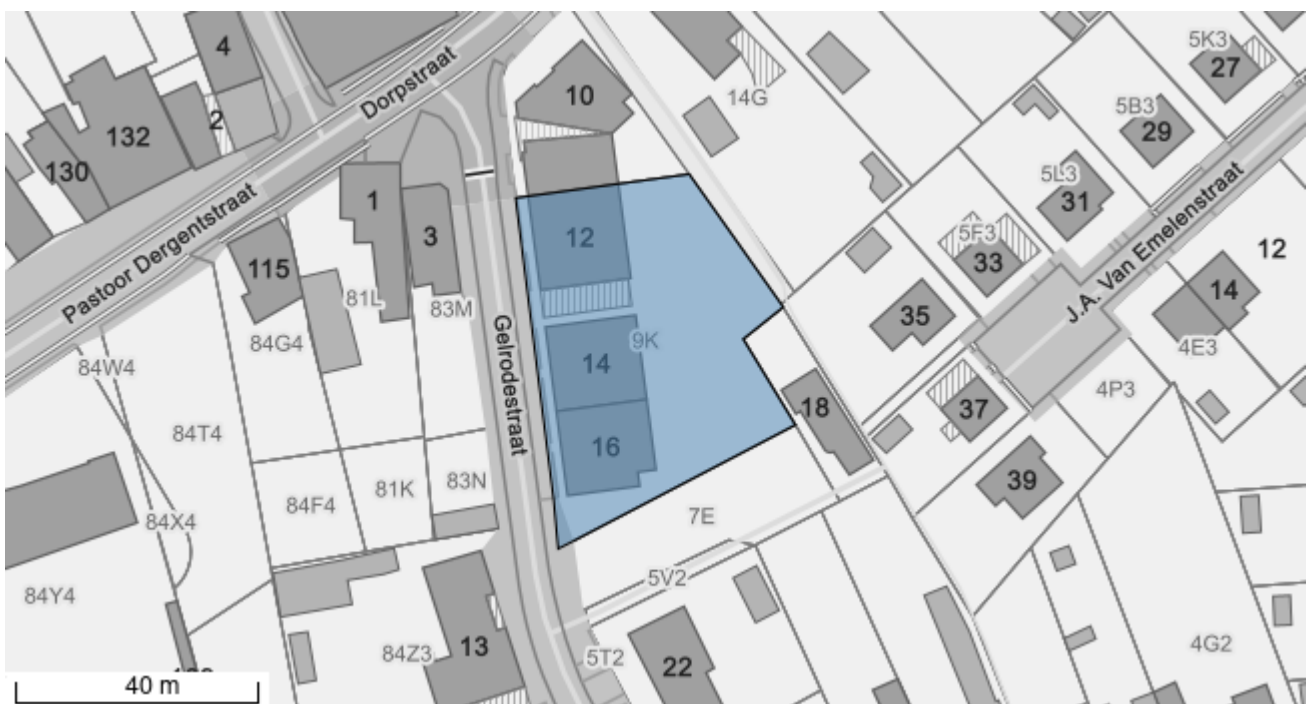 4
5K3
27
10
Dorpstraat
14G
2
132
5B3
29
130
5L3
31
J.A. Van Emelenstraat
1
Pastoor Dergentstraat
3
12
5F3
33
12
115
81L
83M
14
35
Gelrodestraat
9K
84G4
14
4E3
84W4
4P3
18
37
84T4
16
39
81K
83N
84F4
7E
84X4
5V2
84Y4
84Z3
13
5T2
22
4G2
40 m